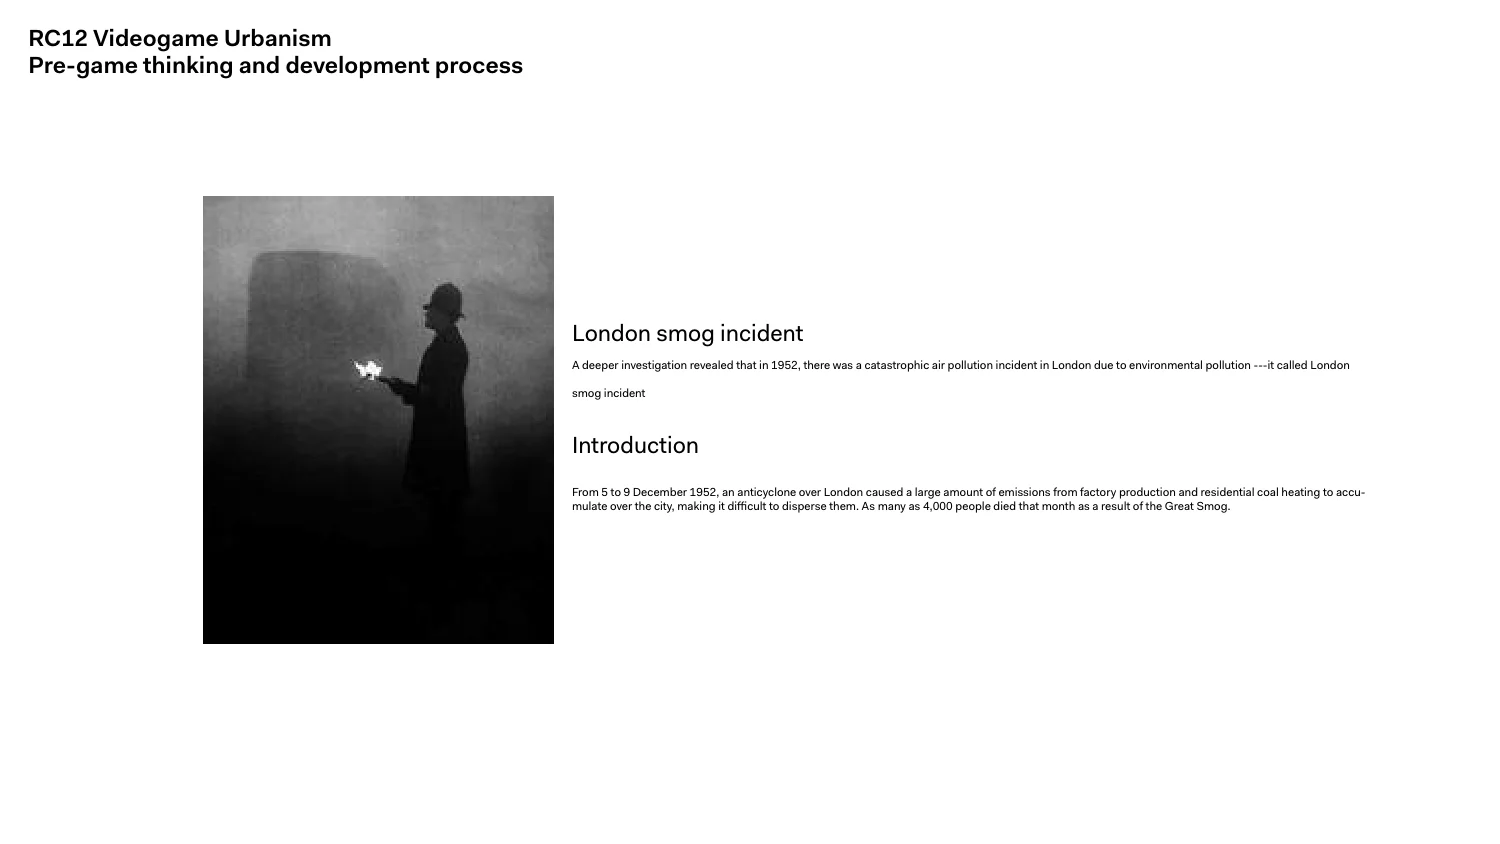 RC12 Videogame Urbanism
Pre-game thinking and development process
London smog incident
A deeper investigation revealed that in 1952, there was a catastrophic air pollution incident in London due to environmental pollution ---it called London
smog incident
Introduction
From 5 to 9 December 1952, an anticyclone over London caused a large amount of emissions from factory production and residential coal heating to accu-
mulate over the city, making it difficult to disperse them. As many as 4,000 people died that month as a result of the Great Smog.